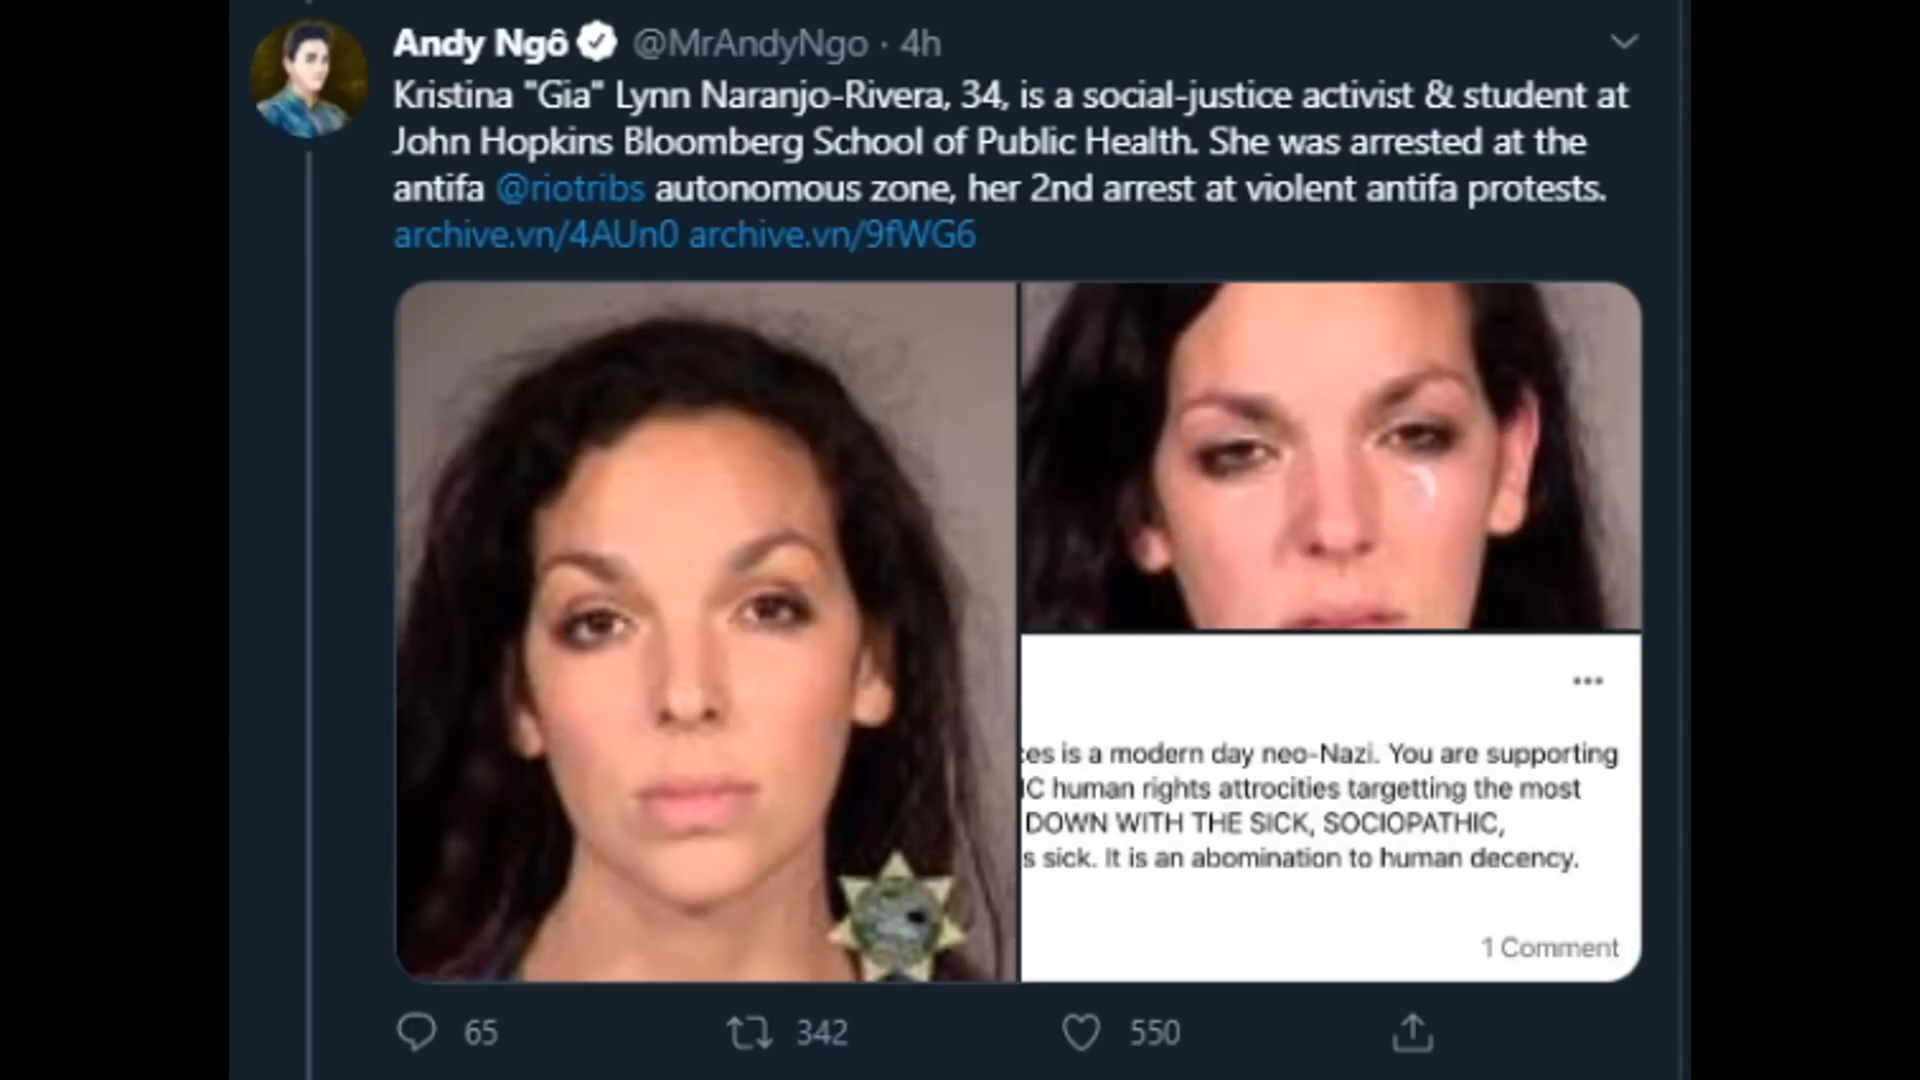 Andy Ngô @MrAndyNgo · 4h
Kristina "Gia" Lynn Naranjo-Rivera, 34, is a social-justice activist & student at
John Hopkins Bloomberg School of Public Health. She was arrested at the
antifa @riotribs autonomous zone, her 2nd arrest at violent antifa protests.
archive.vn/4AUn0 archive.vn/9fWG6
is a modern day neo-Nazi. You are supporting
human rights attrocities targetting the most
DOWN WITH THE SICK, SOCIOPATHIC,
sick. It is an abomination to human decency.
1 Comment
65 342 550